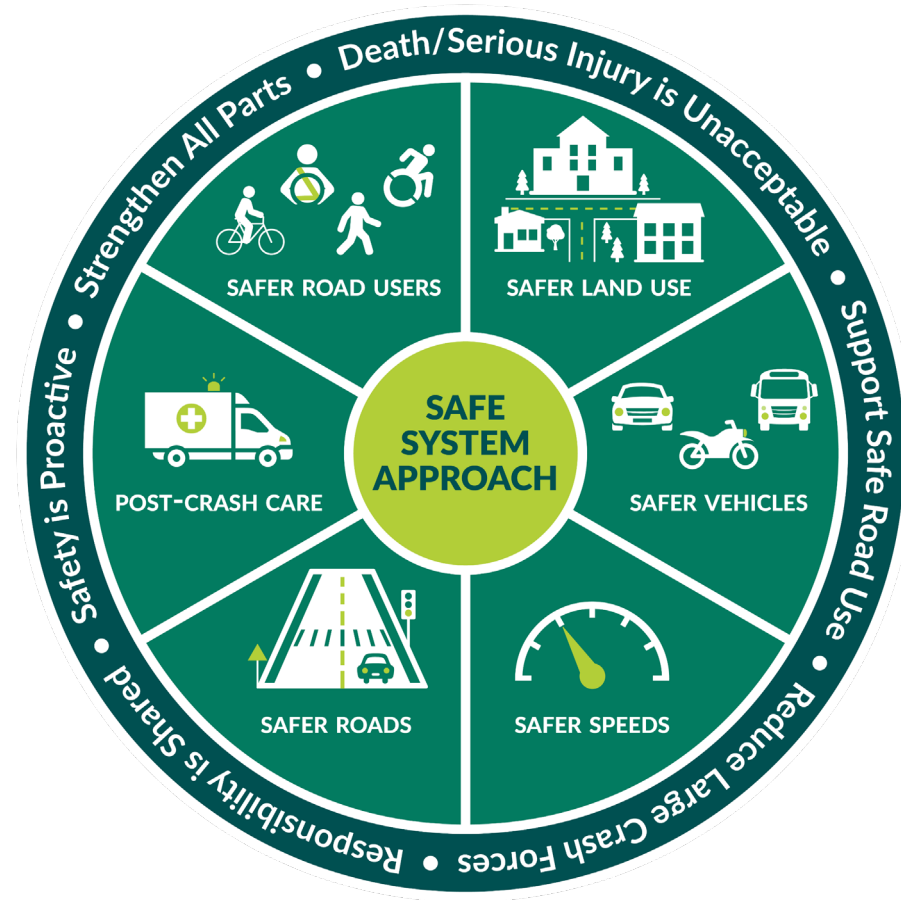 Death/Serious Injury is Unacceptable
Support Safe Road Use
Reduce Large Crash Forces
Responsibility is Shared
Safety is Proactive
Strengthen All Parts
SAFER ROAD USERS
SAFER LAND USE
SAFE
SYSTEM
APPROACH
POST-CRASH CARE
SAFER VEHICLES
SAFER ROADS
SAFER SPEEDS